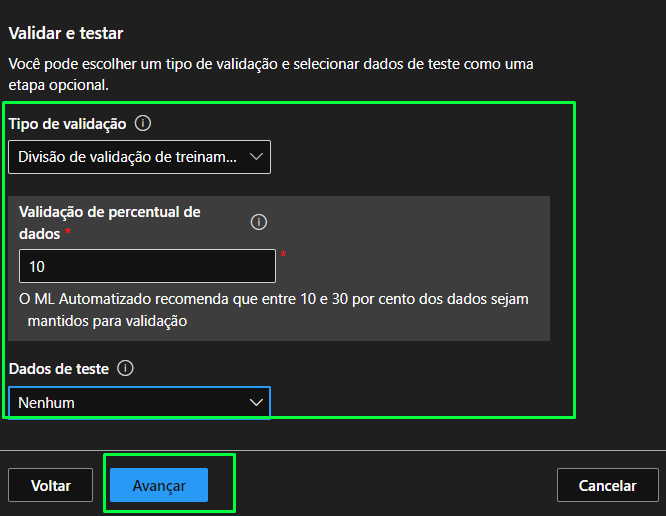 Validar e testar
Você pode escolher um tipo de validação e selecionar dados de teste como uma
etapa opcional.
Tipo de validação
Divisão de validação de treinam...
Validação de percentual de
dados *
10 *
O ML Automatizado recomenda que entre 10 e 30 por cento dos dados sejam
mantidos para validação
Dados de teste
Nenhum
Voltar
Avançar
Cancelar